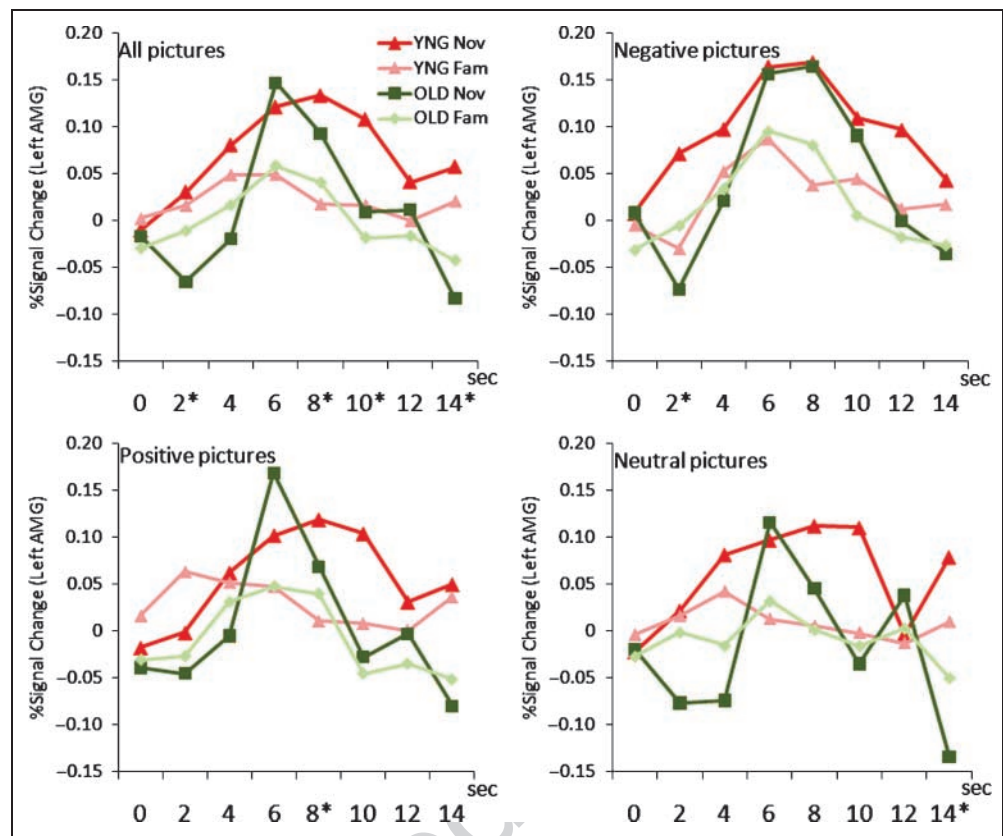 All pictures
YNG Nov
YNG Fam
OLD Nov
OLD Fam
%Signal Change (Left AMG)
0.20
0.15
0.10
0.05
0
−0.05
−0.10
−0.15
sec
0 2* 4 6 8* 10* 12 14*
Negative pictures
%Signal Change (Left AMG)
0.20
0.15
0.10
0.05
0
−0.05
−0.10
−0.15
sec
0 2* 4 6 8 10 12 14
Positive pictures
%Signal Change (Left AMG)
0.20
0.15
0.10
0.05
0
−0.05
−0.10
−0.15
sec
0 2 4 6 8* 10 12 14
Neutral pictures
%Signal Change (Left AMG)
0.20
0.15
0.10
0.05
0
−0.05
−0.10
−0.15
sec
0 2 4 6 8 10 12 14*